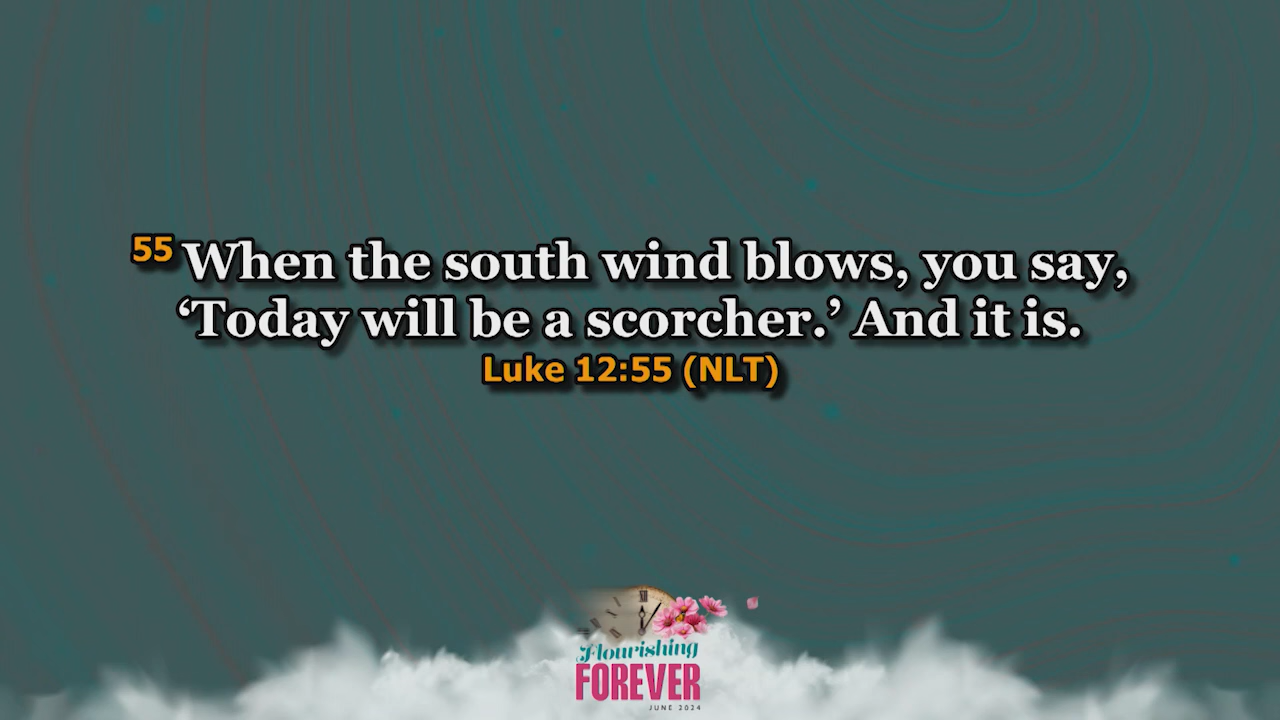 55 When the south wind blows, you say,
‘Today will be a scorcher.’ And it is.
Luke 12:55 (NLT)
XII
Flourishing
FOREVER
JUNE 2024